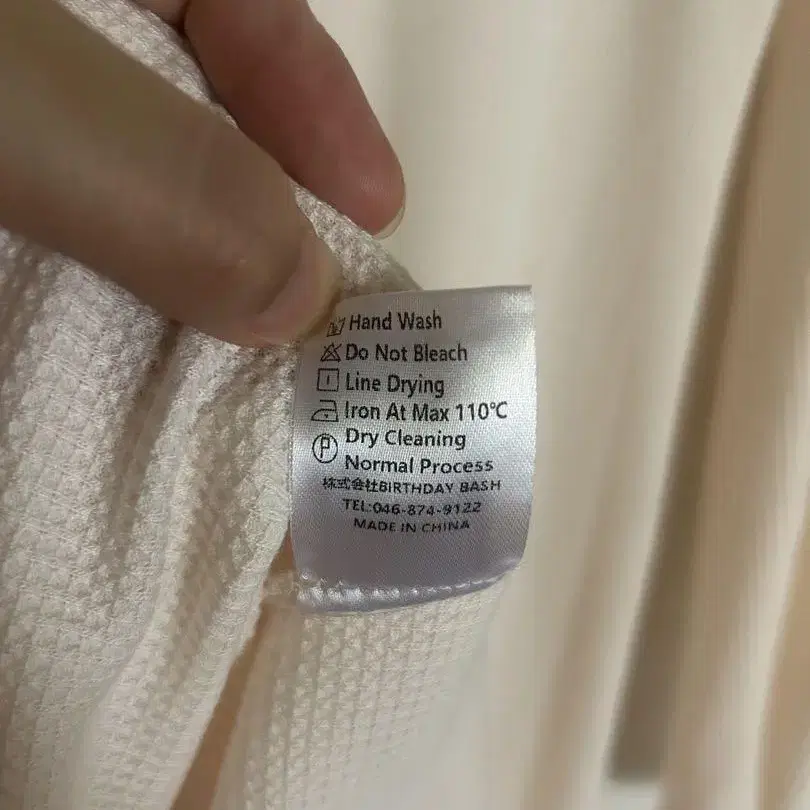 Hand Wash
Do Not Bleach
Line Drying
Iron At Max 110℃
P Dry Cleaning
Normal Process
株式会社BIRTHDAY BASH
TEL:046-874-9122
MADE IN CHINA